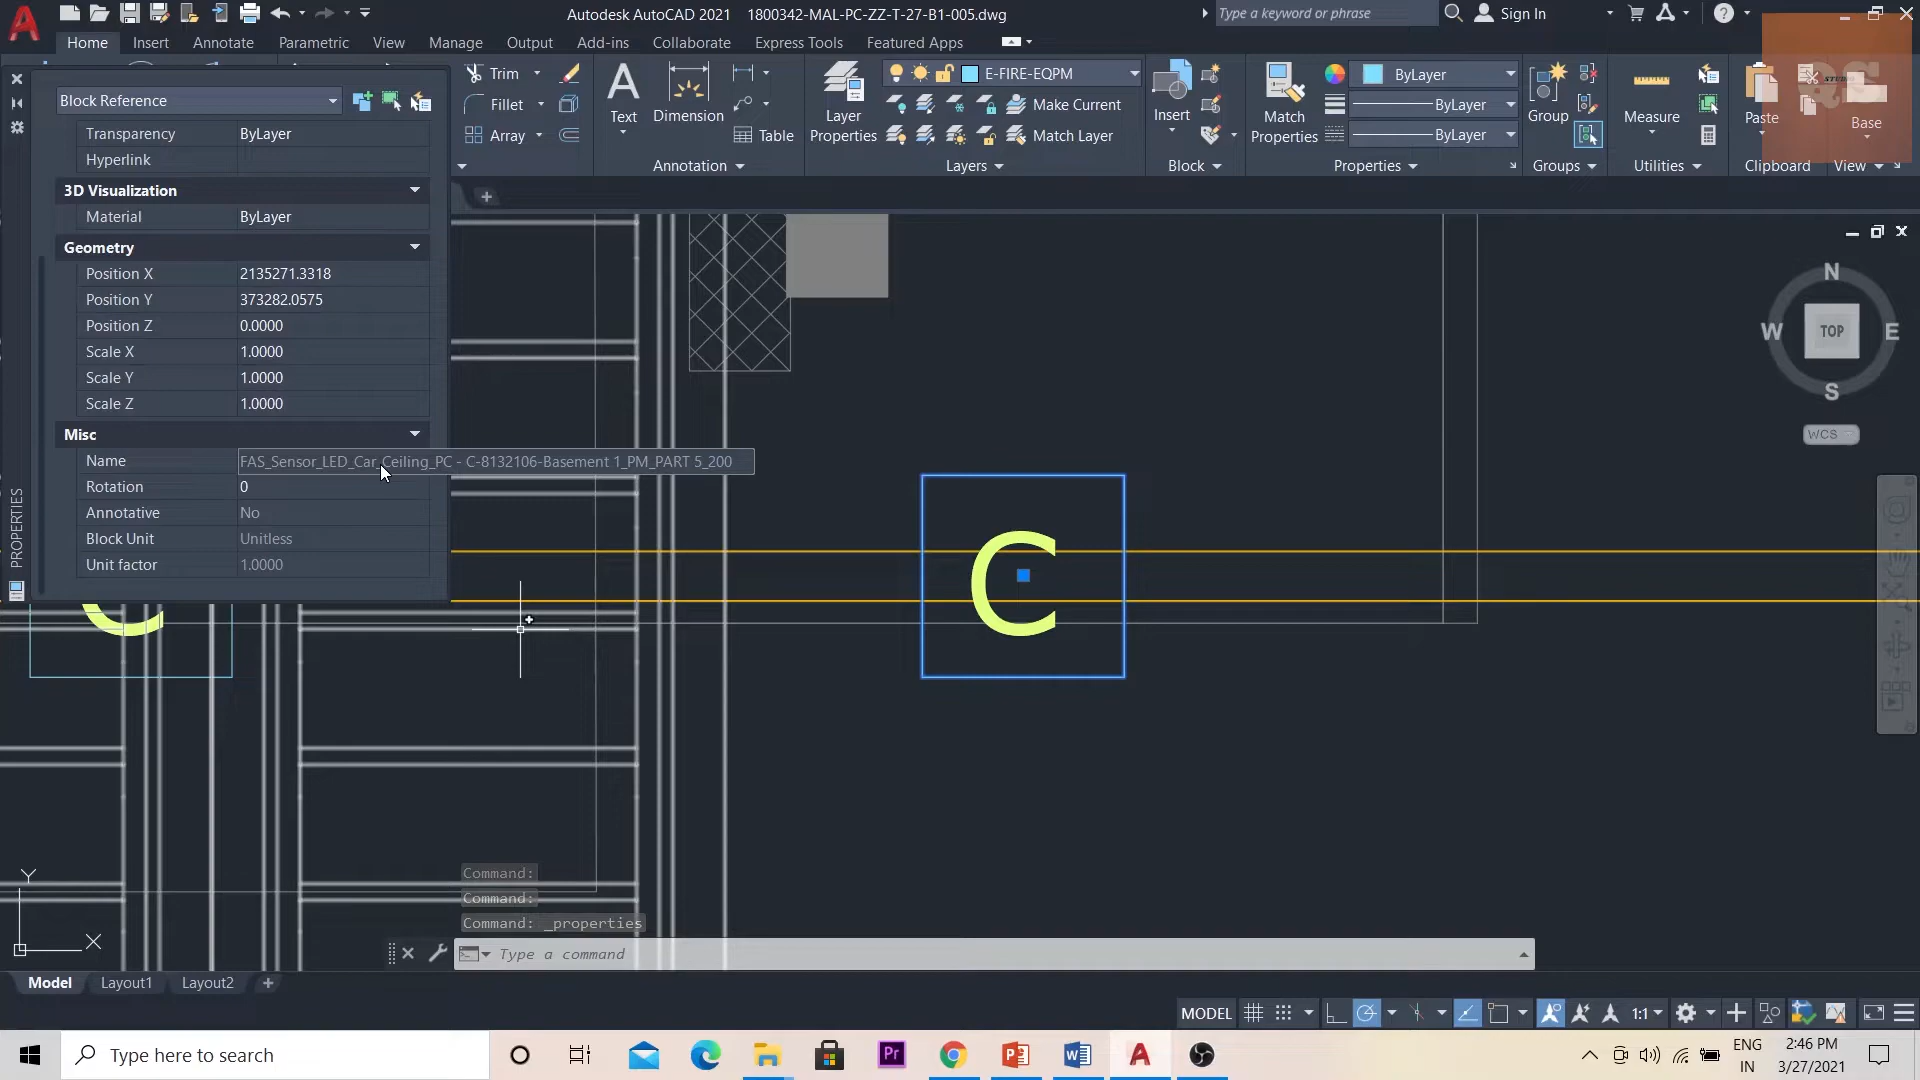 Autodesk AutoCAD 2021 1800342-MAL-PC-ZZ-T-27-B1-005.dwg
Type a keyword or phrase
Sign In
Home Insert Annotate Parametric View Manage Output Add-ins Collaborate Express Tools Featured Apps
Trim
Fillet
Array
Text
Dimension
Table
Annotation
Layer
Properties
E-FIRE-EQPM
Make Current
Match Layer
Layers
Insert
Block
Match
Properties
ByLayer
ByLayer
ByLayer
Properties
Group
Groups
Measure
Utilities
Paste
Clipboard
Base
View
QS
Block Reference
Transparency ByLayer
Hyperlink
3D Visualization
Material ByLayer
Geometry
Position X 2135271.3318
Position Y 373282.0575
Position Z 0.0000
Scale X 1.0000
Scale Y 1.0000
Scale Z 1.0000
Misc
Name FAS_Sensor_LED_Car_Ceiling_PC - C-8132106-Basement 1_PM_PART 5_200
Rotation 0
Annotative No
Block Unit Unitless
Unit factor 1.0000
PROPERTIES
N
W TOP E
S
WCS
C
Y
X
Command:
Command:
Command: _properties
Type a command
Model Layout1 Layout2
MODEL
1:1
Type here to search
Pr
ENG
IN
2:46 PM
3/27/2021